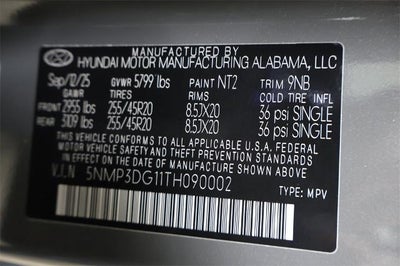 MANUFACTURED BY
HYUNDAI MOTOR MANUFACTURING ALABAMA, LLC
Sep/12/25 GVWR 5799 lbs PAINT NT2 TRIM 9NB
GAWR TIRES RIMS COLD TIRE INFL
FRONT 2955 lbs 255/45R20 8.5JX20 36 psi SINGLE
REAR 3109 lbs 255/45R20 8.5JX20 36 psi SINGLE
THIS VEHICLE CONFORMS TO ALL APPLICABLE U.S.A. FEDERAL
MOTOR VEHICLE SAFETY AND THEFT PREVENTION STANDARDS
IN EFFECT ON THE DATE OF MANUFACTURE SHOWN ABOVE
V.I.N 5NMP3DG11TH090002 TYPE: MPV